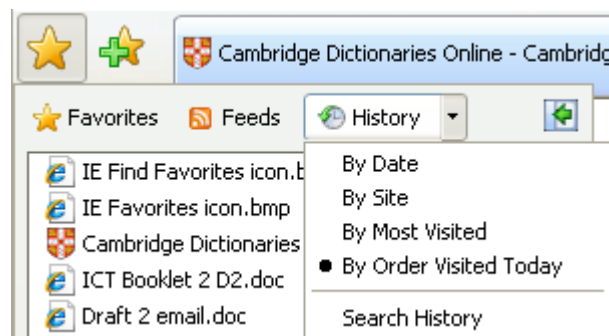 Cambridge Dictionaries Online - Cambridg
Favorites Feeds History
IE Find Favorites icon.b
IE Favorites icon.bmp
Cambridge Dictionaries
ICT Booklet 2 D2.doc
Draft 2 email.doc
By Date
By Site
By Most Visited
By Order Visited Today
Search History